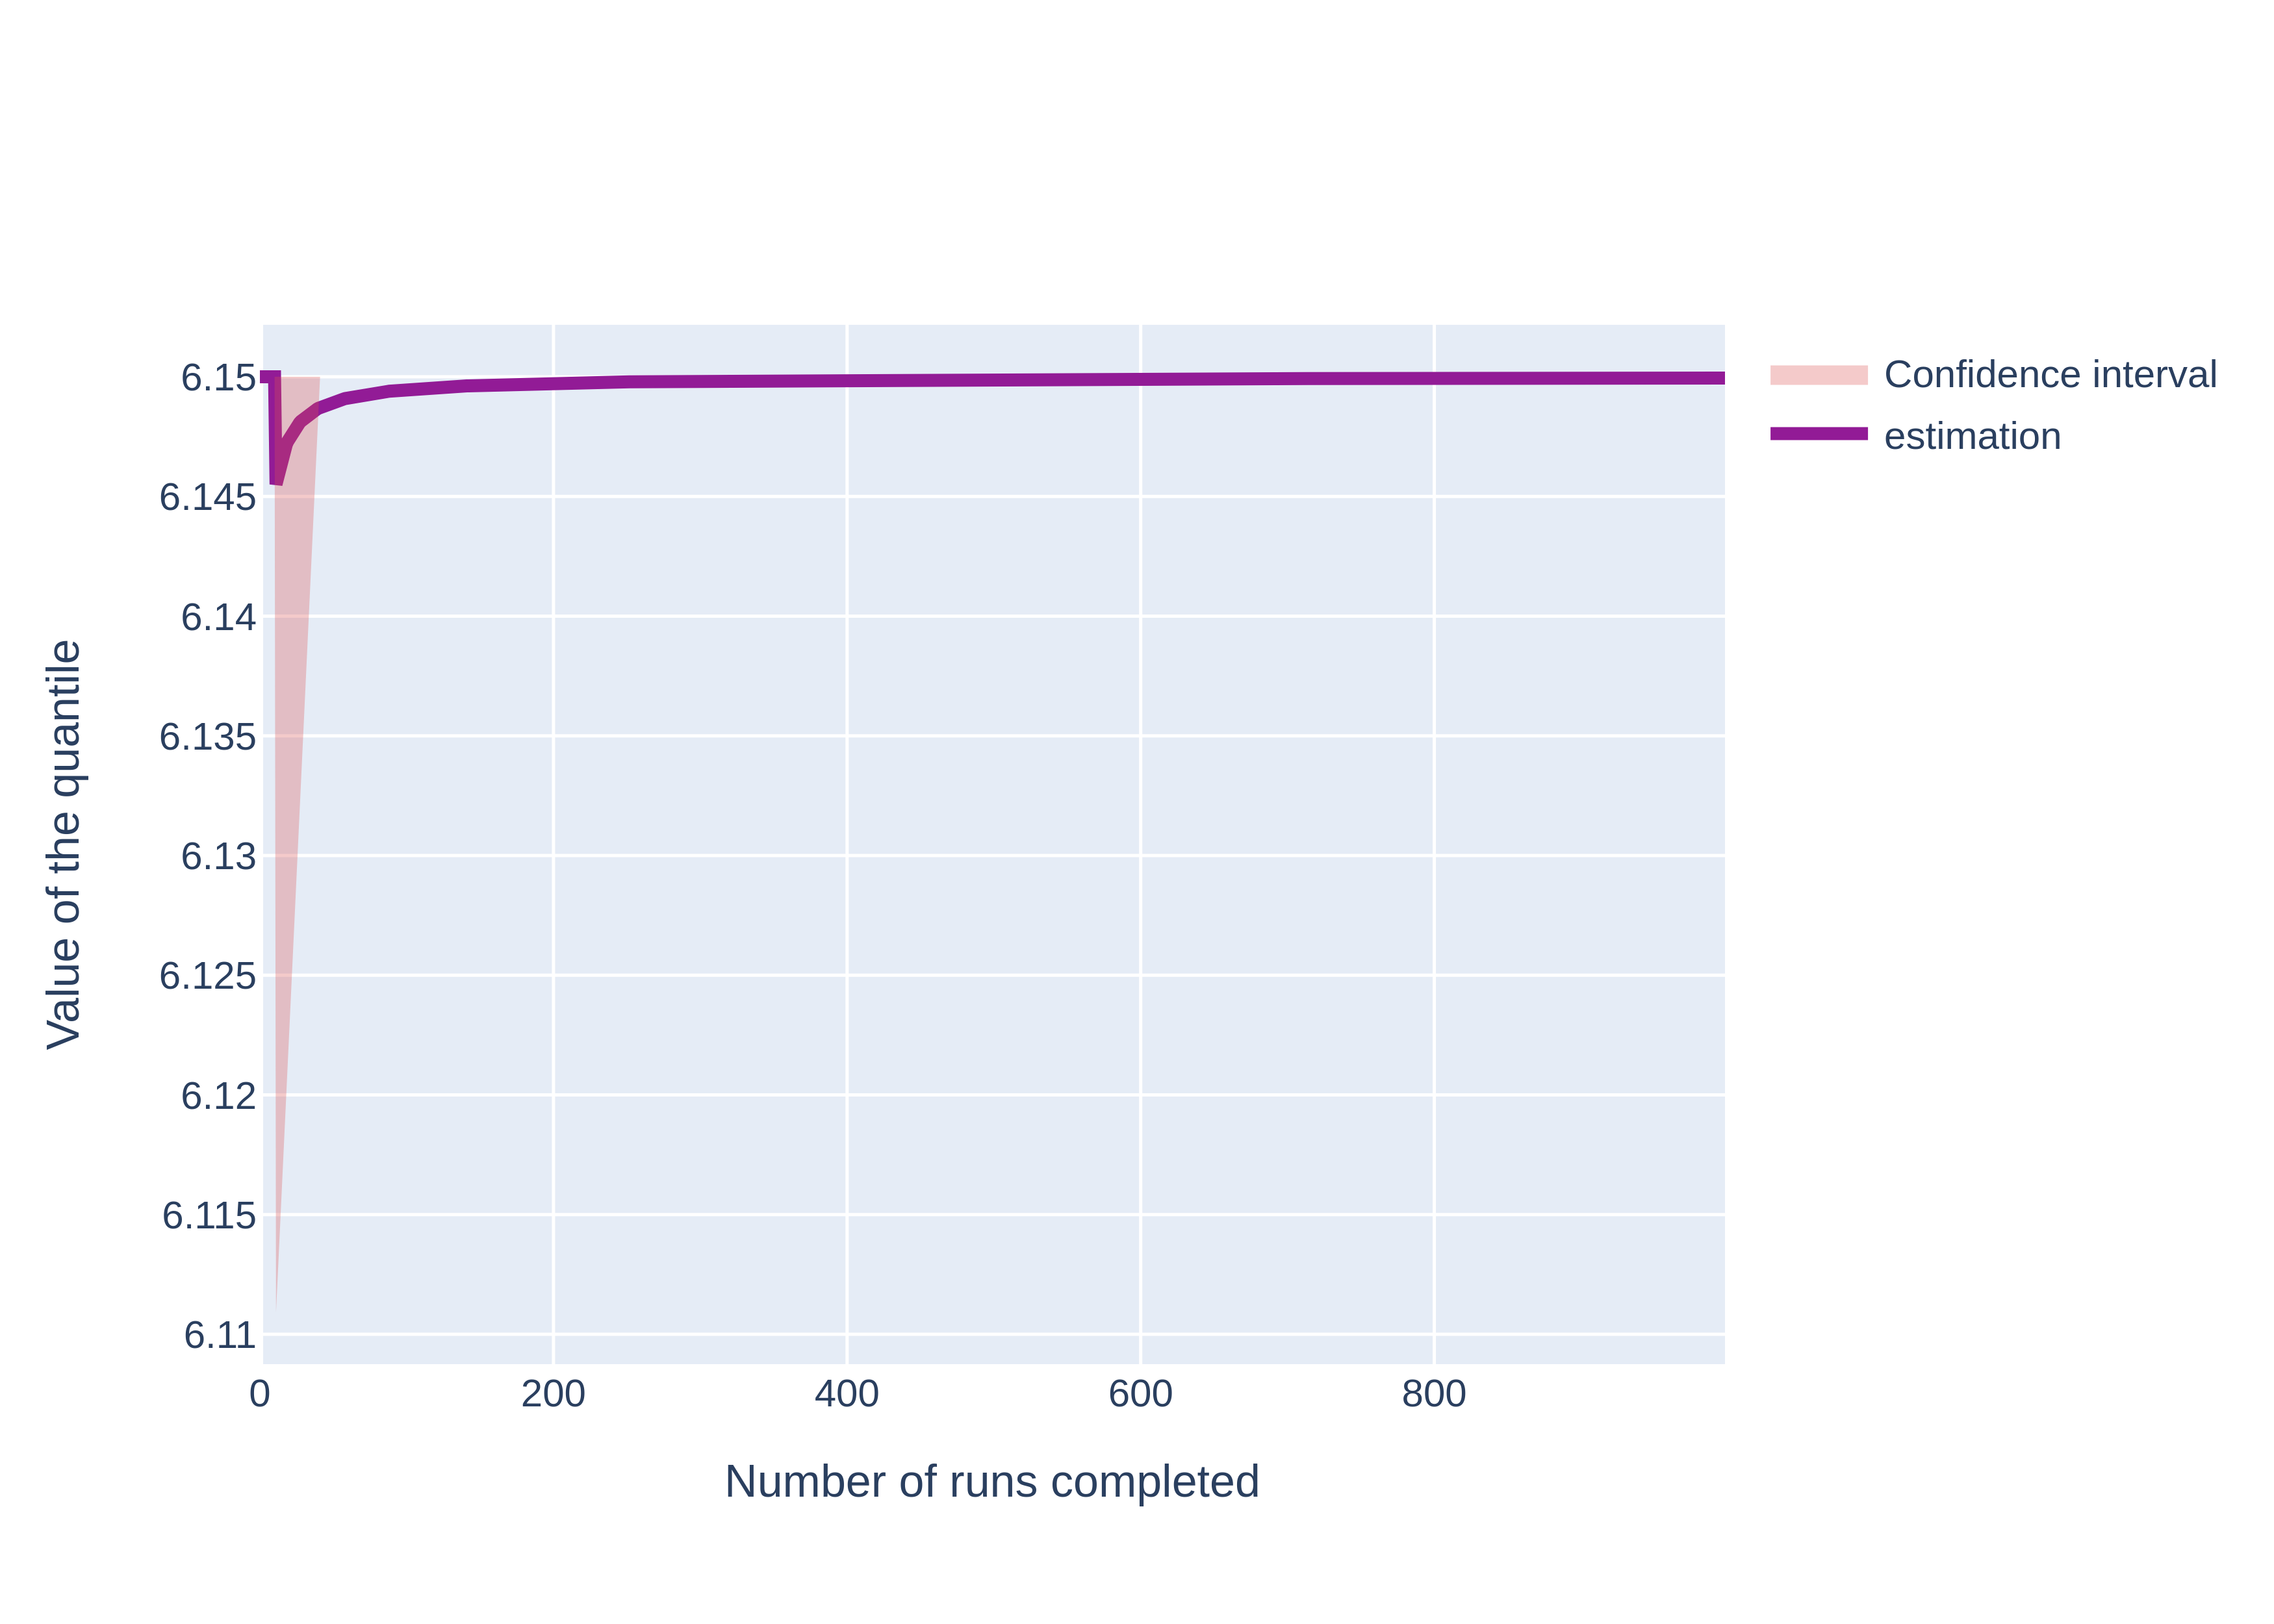 Confidence interval
estimation
6.15
6.145
6.14
6.135
6.13
6.125
6.12
6.115
6.11
Value of the quantile
0 200 400 600 800
Number of runs completed